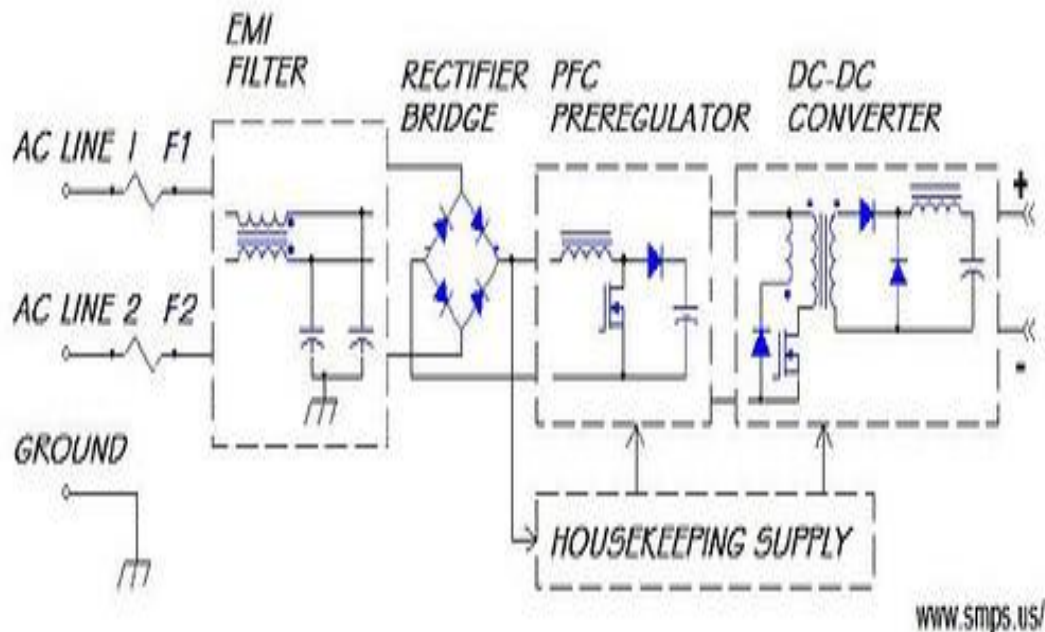 EMI
FILTER
RECTIFIER
BRIDGE
PFC
PREREGULATOR
DC-DC
CONVERTER
AC LINE 1 F1
AC LINE 2 F2
GROUND
+
-
HOUSEKEEPING SUPPLY
www.smps.us/